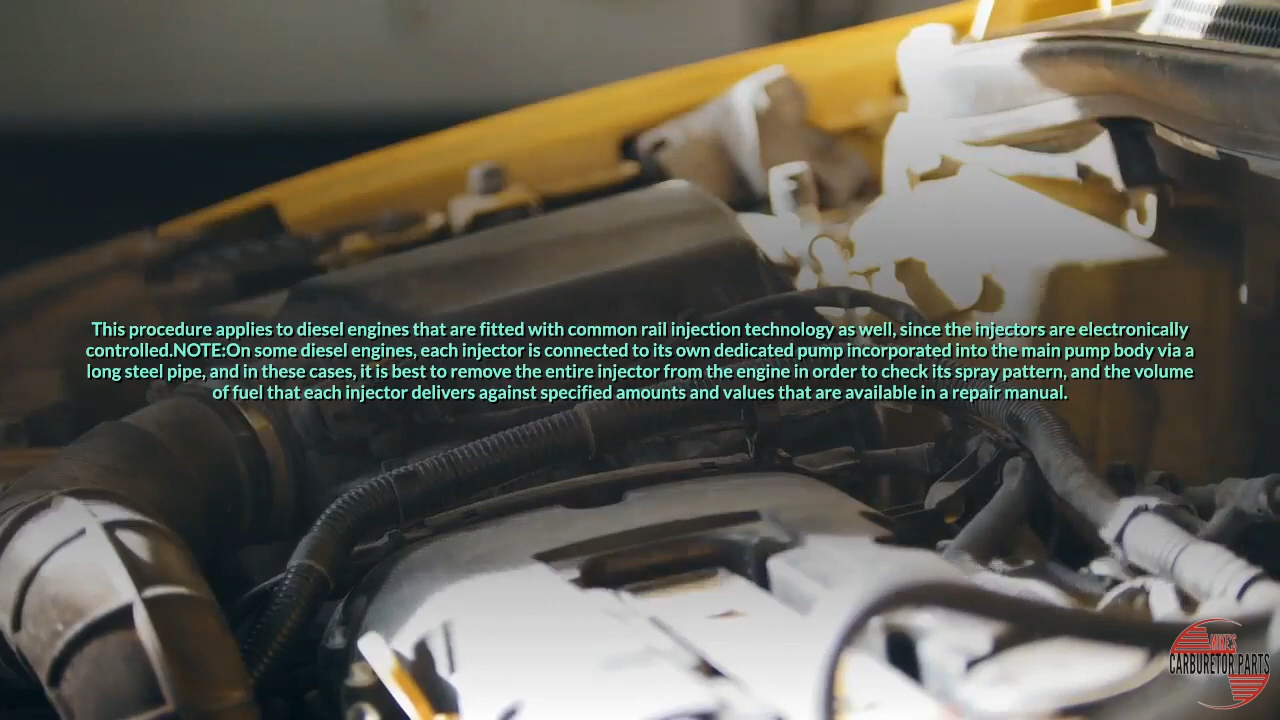 This procedure applies to diesel engines that are fitted with common rail injection technology as well, since the injectors are electronically
controlled.NOTE:On some diesel engines, each injector is connected to its own dedicated pump incorporated into the main pump body via a
long steel pipe, and in these cases, it is best to remove the entire injector from the engine in order to check its spray pattern, and the volume
of fuel that each injector delivers against specified amounts and values that are available in a repair manual.
MIKE'S
CARBURETOR PARTS